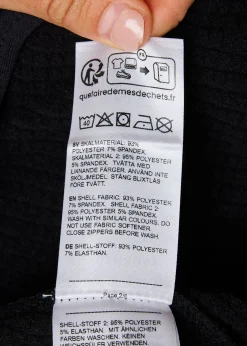 FR
quefairedemesdechets.fr
40
SV SKALMATERIAL: 93%
POLYESTER 7% SPANDEX.
SKALMATERIAL 2: 95% POLYESTER
5% SPANDEX. TVÄTTA MED
LIKNANDE FÄRGER. ANVÄND INTE
SKÖLJMEDEL. STÄNG BLIXTLÅS
FÖRE TVÄTT.
EN SHELL FABRIC: 93% POLYESTER
7% SPANDEX. SHELL FABRIC 2:
95% POLYESTER 5% SPANDEX.
WASH WITH SIMILAR COLOURS. DO
NOT USE FABRIC SOFTENER.
CLOSE ZIPPERS BEFORE WASH
DE SHELL-STOFF: 93% POLYESTER
7% ELASTHAN.
SHELL-STOFF 2: 95% POLYESTER
5% ELASTHAN. MIT ÄHNLICHEN
FARBEN WASCHEN. KEINEN